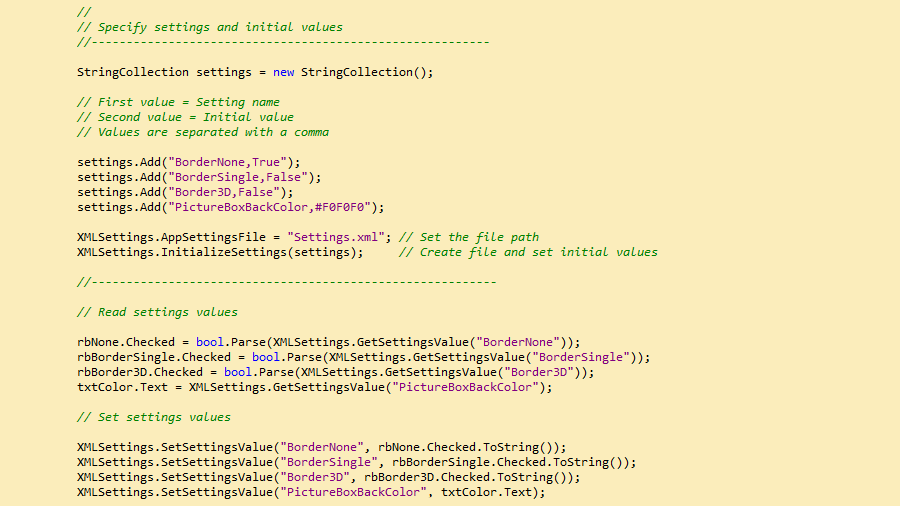 //
// Specify settings and initial values
//---------------------------------------------------------
StringCollection settings = new StringCollection();
// First value = Setting name
// Second value = Initial value
// Values are separated with a comma
settings.Add("BorderNone,True");
settings.Add("BorderSingle,False");
settings.Add("Border3D,False");
settings.Add("PictureBoxBackColor,#F0F0F0");
XMLSettings.AppSettingsFile = "Settings.xml"; // Set the file path
XMLSettings.InitializeSettings(settings);     // Create file and set initial values
//----------------------------------------------------------
// Read settings values
rbNone.Checked = bool.Parse(XMLSettings.GetSettingsValue("BorderNone"));
rbBorderSingle.Checked = bool.Parse(XMLSettings.GetSettingsValue("BorderSingle"));
rbBorder3D.Checked = bool.Parse(XMLSettings.GetSettingsValue("Border3D"));
txtColor.Text = XMLSettings.GetSettingsValue("PictureBoxBackColor");
// Set settings values
XMLSettings.SetSettingsValue("BorderNone", rbNone.Checked.ToString());
XMLSettings.SetSettingsValue("BorderSingle", rbBorderSingle.Checked.ToString());
XMLSettings.SetSettingsValue("Border3D", rbBorder3D.Checked.ToString());
XMLSettings.SetSettingsValue("PictureBoxBackColor", txtColor.Text);